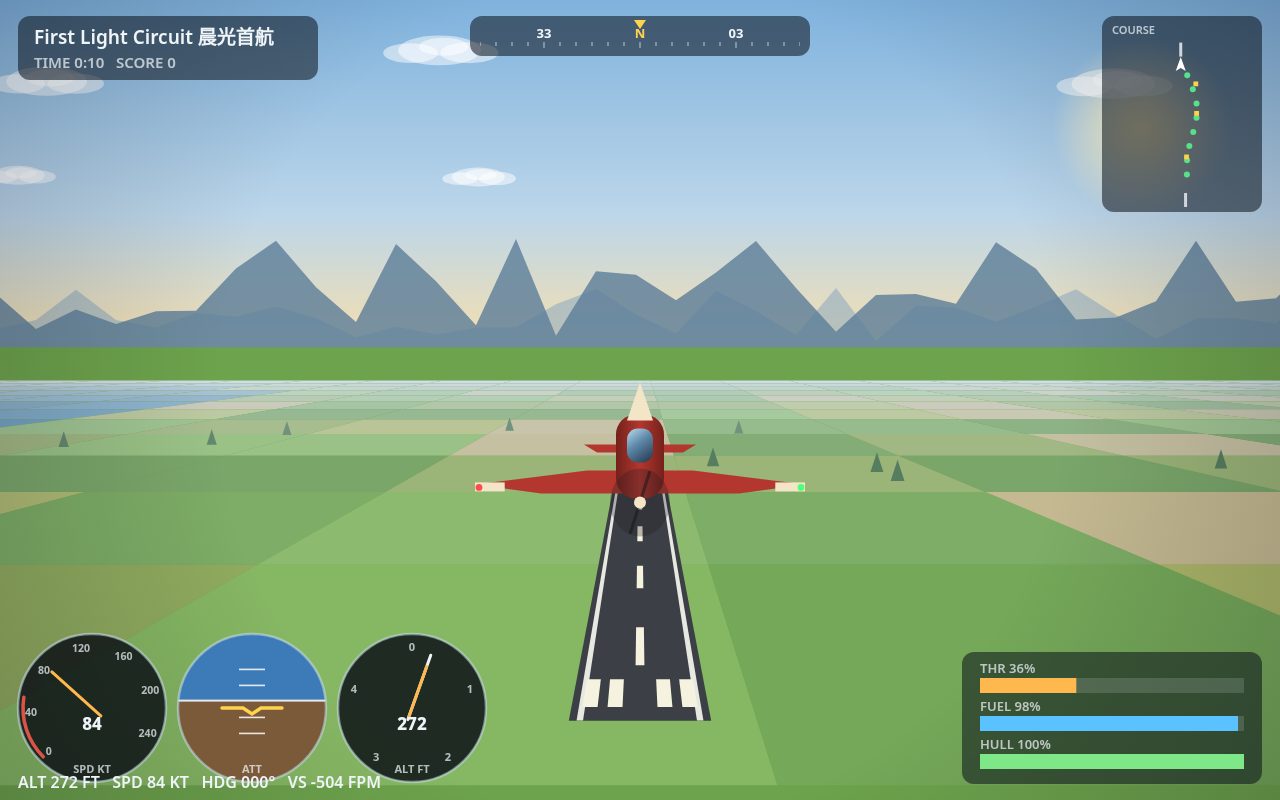 First Light Circuit 晨光首航
TIME 0:10 SCORE 0
33 N 03
COURSE
0 40 80 120 160 200 240
84
SPD KT
ATT
0 1 2 3 4
272
ALT FT
ALT 272 FT SPD 84 KT HDG 000° VS -504 FPM
THR 36%
FUEL 98%
HULL 100%